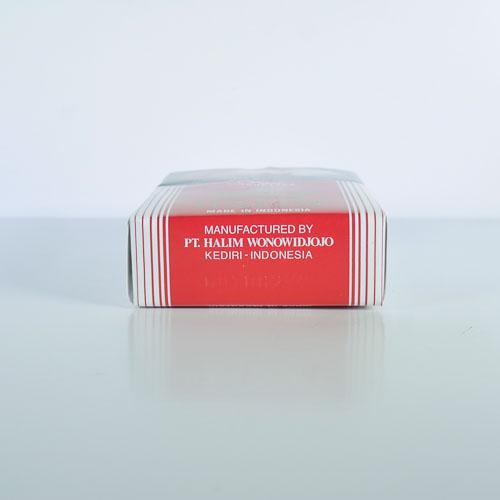 MADE IN INDONESIA
MANUFACTURED BY
PT. HALIM WONOWIDJOJO
KEDIRI - INDONESIA